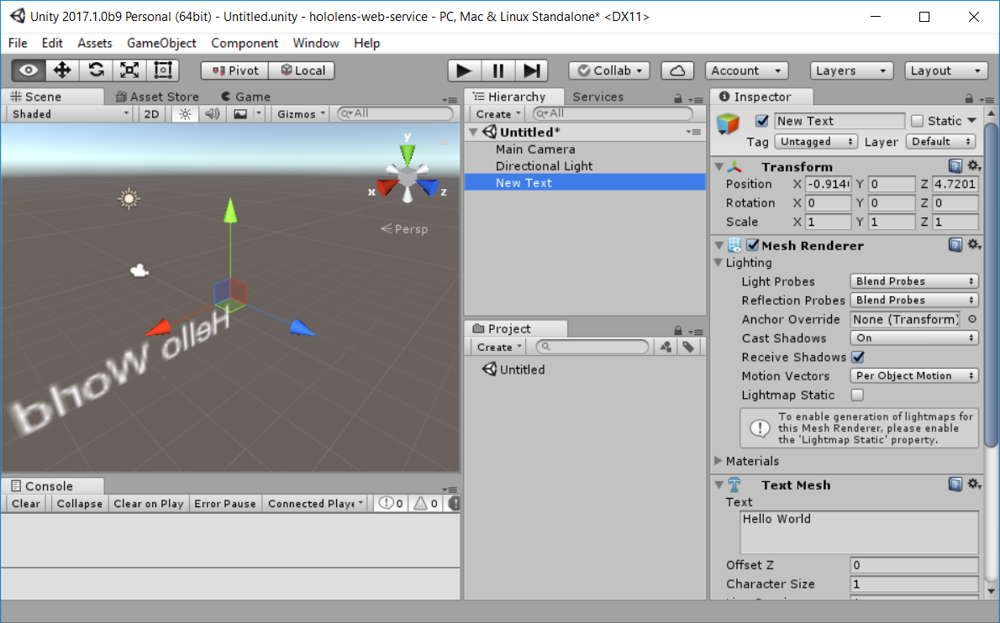 Unity 2017.1.0b9 Personal (64bit) - Untitled.unity - hololens-web-service - PC, Mac & Linux Standalone* <DX11>
File Edit Assets GameObject Component Window Help
Pivot Local Collab Account Layers Layout
Scene Asset Store Game
Shaded 2D Gizmos All
y
x z
Persp
Hello World
Console
Clear Collapse Clear on Play Error Pause Connected Playe 0 0
Hierarchy Services
Create All
Untitled*
Main Camera
Directional Light
New Text
Project
Create
Untitled
Inspector
New Text Static
Tag Untagged Layer Default
Transform
Position X -0.914 Y 0 Z 4.7201
Rotation X 0 Y 0 Z 0
Scale X 1 Y 1 Z 1
Mesh Renderer
Lighting
Light Probes Blend Probes
Reflection Probes Blend Probes
Anchor Override None (Transform)
Cast Shadows On
Receive Shadows
Motion Vectors Per Object Motion
Lightmap Static
To enable generation of lightmaps for
this Mesh Renderer, please enable
the 'Lightmap Static' property.
Materials
Text Mesh
Text
Hello World
Offset Z 0
Character Size 1